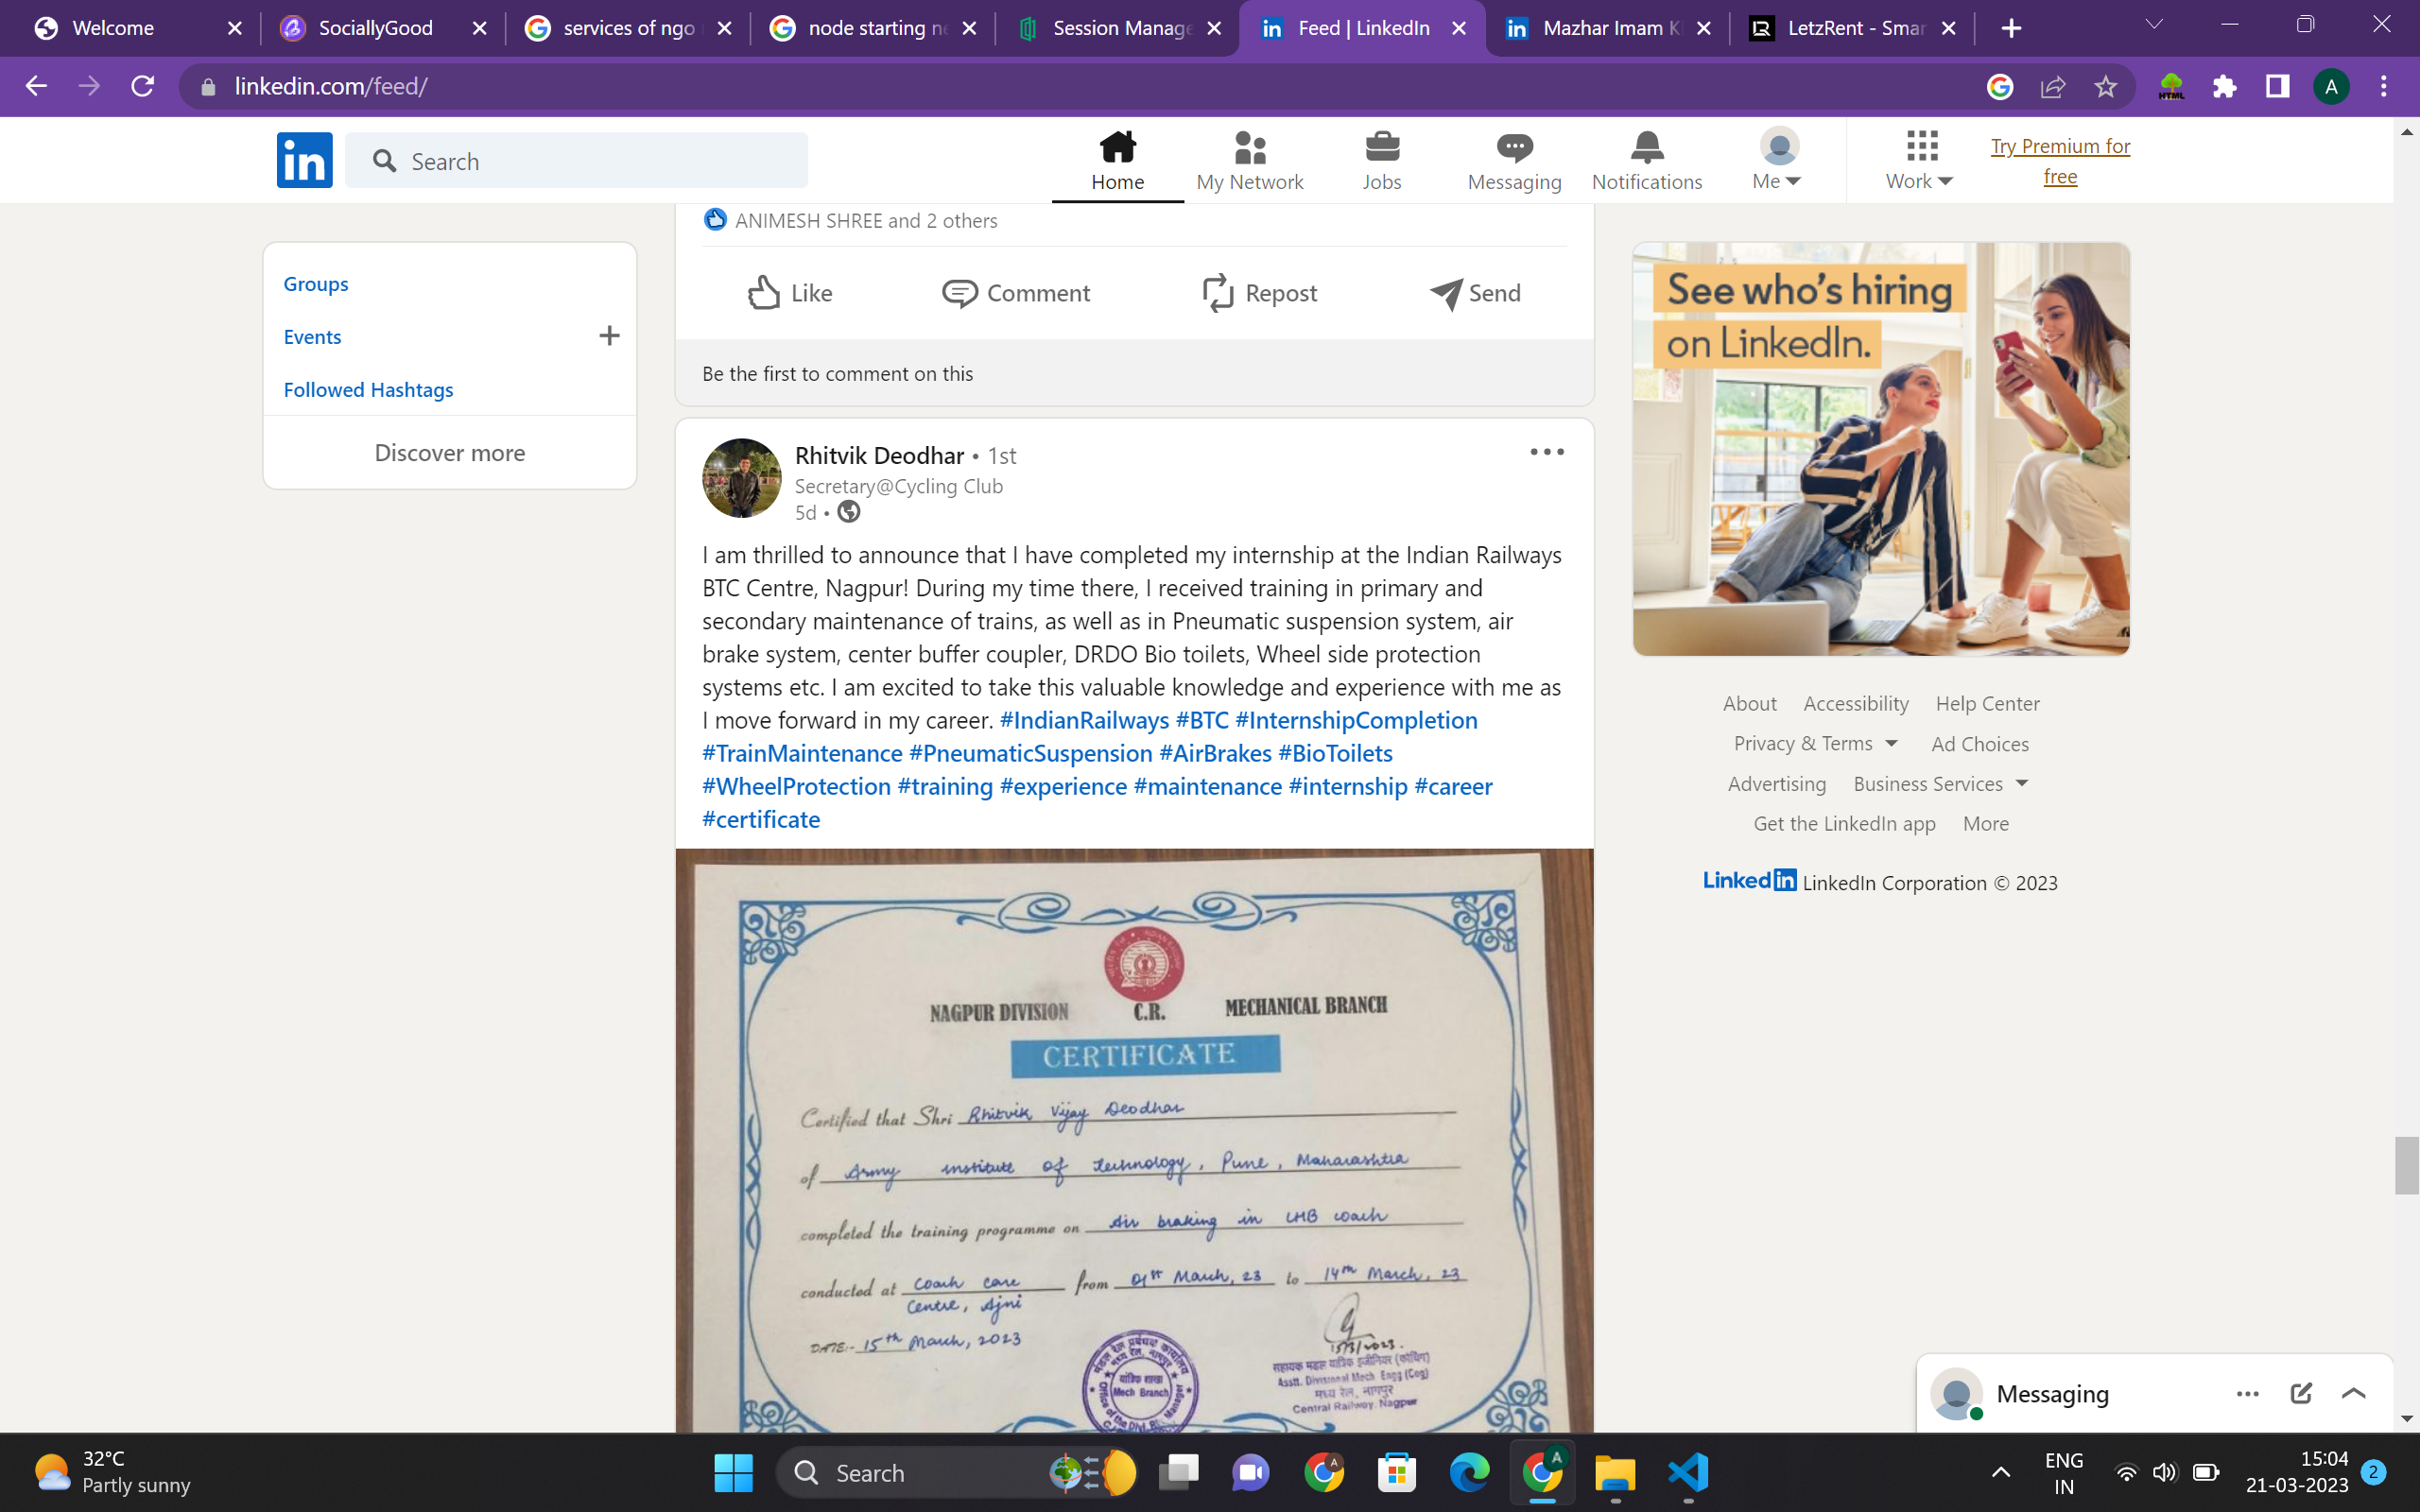 Welcome
SociallyGood
services of ngo
node starting ne
Session Manage
Feed | LinkedIn
Mazhar Imam K
LetzRent - Smar
linkedin.com/feed/
HTML
A
in
Search
Home
My Network
Jobs
Messaging
Notifications
Me
Work
Try Premium for
free
ANIMESH SHREE and 2 others
Like
Comment
Repost
Send
Be the first to comment on this
Groups
Events
Followed Hashtags
Discover more
Rhitvik Deodhar • 1st
Secretary@Cycling Club
5d •
I am thrilled to announce that I have completed my internship at the Indian Railways
BTC Centre, Nagpur! During my time there, I received training in primary and
secondary maintenance of trains, as well as in Pneumatic suspension system, air
brake system, center buffer coupler, DRDO Bio toilets, Wheel side protection
systems etc. I am excited to take this valuable knowledge and experience with me as
I move forward in my career. #IndianRailways #BTC #InternshipCompletion
#TrainMaintenance #PneumaticSuspension #AirBrakes #BioToilets
#WheelProtection #training #experience #maintenance #internship #career
#certificate
NAGPUR DIVISION C.R. MECHANICAL BRANCH
CERTIFICATE
Certified that Shri Rhitvik Vijay Deodhar
of Army institute of technology, Pune, Maharashtra
completed the training programme on Air braking in LHB coach
conducted at Coach care from 01st March, 23 to 14th March, 23
Centre, Ajni
DATE:- 15th March, 2023
15/3/2023.
Mech Branch
सहायक मंडल यांत्रिक इंजीनियर (कोचिंग)
Asstt. Divisional Mech. Engg (Cog)
मध्य रेल, नागपुर
Central Railway, Nagpur
See who's hiring
on LinkedIn.
About Accessibility Help Center
Privacy & Terms Ad Choices
Advertising Business Services
Get the LinkedIn app More
LinkedIn LinkedIn Corporation © 2023
Messaging
32°C
Partly sunny
Search
ENG
IN
15:04
21-03-2023
2